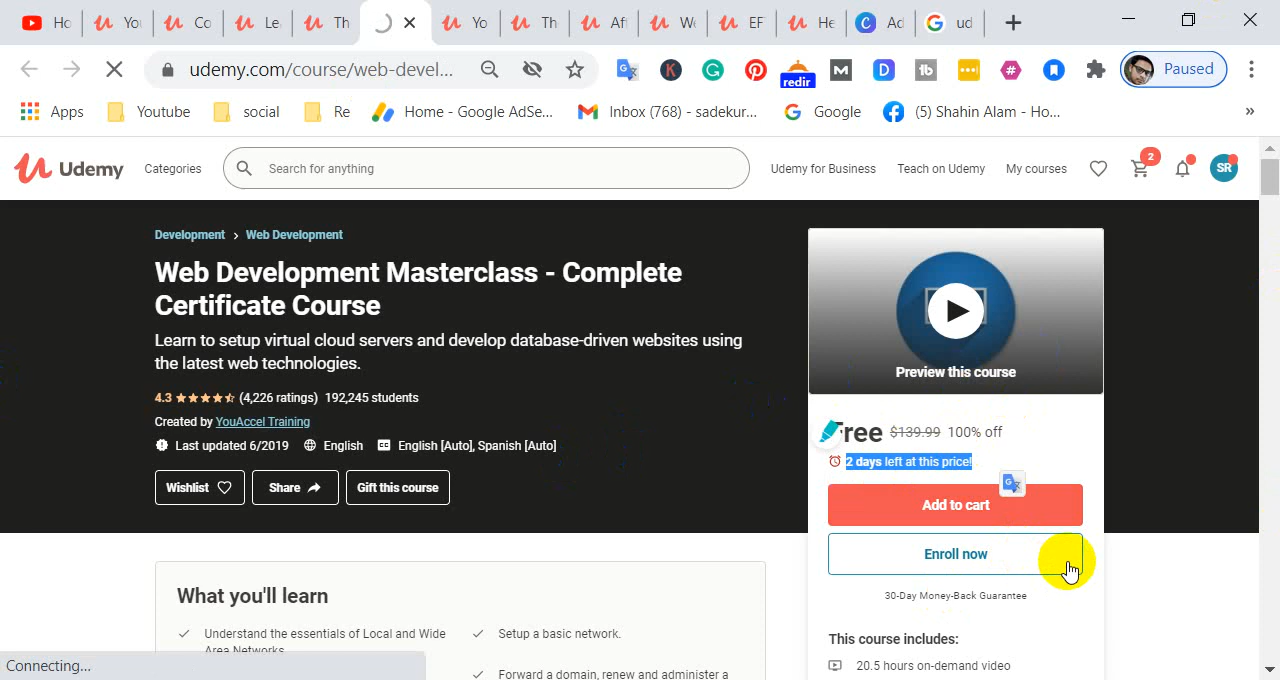 Ho
You
Co
Le
Th
Yo
Th
Aff
We
EF
He
Ad
ud
udemy.com/course/web-devel...
redir
Paused
Apps
Youtube
social
Re
Home - Google AdSe...
Inbox (768) - sadekur...
Google
(5) Shahin Alam - Ho...
»
Udemy
Categories
Search for anything
Udemy for Business
Teach on Udemy
My courses
2
SR
Development › Web Development
Web Development Masterclass - Complete
Certificate Course
Learn to setup virtual cloud servers and develop database-driven websites using
the latest web technologies.
4.3 (4,226 ratings) 192,245 students
Created by YouAccel Training
Last updated 6/2019 English English [Auto], Spanish [Auto]
Wishlist
Share
Gift this course
Preview this course
Free $139.99 100% off
2 days left at this price!
Add to cart
Enroll now
30-Day Money-Back Guarantee
This course includes:
20.5 hours on-demand video
What you'll learn
Understand the essentials of Local and Wide
Area Networks.
Setup a basic network.
Forward a domain, renew and administer a
Connecting...